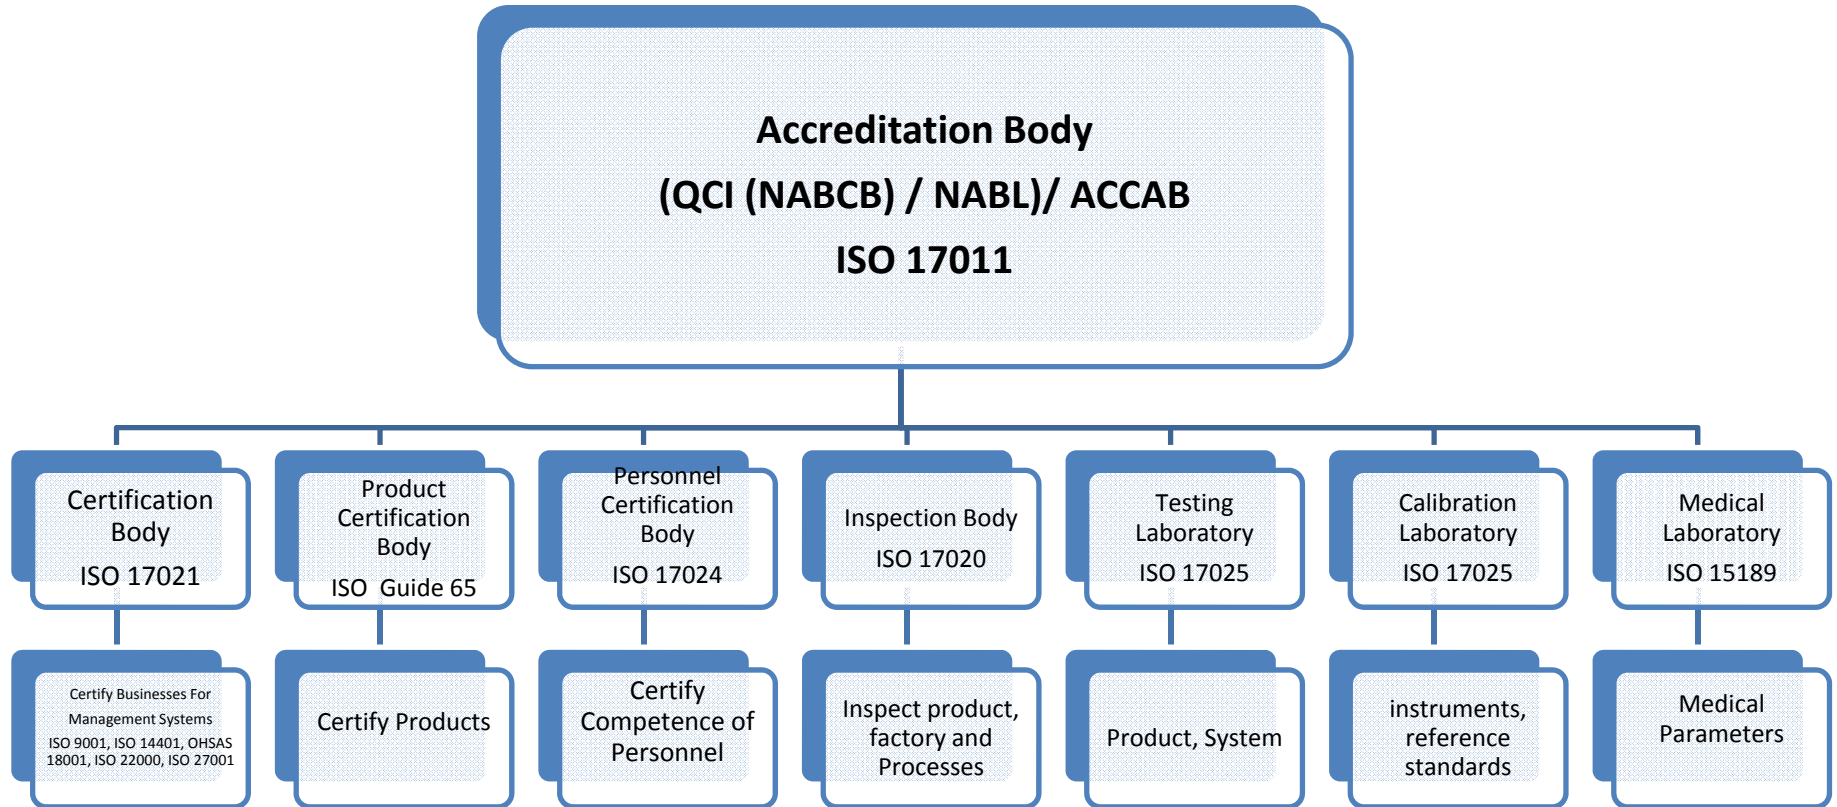 Accreditation Body
(QCI (NABCB) / NABL)/ ACCAB
ISO 17011
Certification
Body
ISO 17021
Product
Certification
Body
ISO Guide 65
Personnel
Certification
Body
ISO 17024
Inspection Body
ISO 17020
Testing
Laboratory
ISO 17025
Calibration
Laboratory
ISO 17025
Medical
Laboratory
ISO 15189
Certify Businesses For
Management Systems
ISO 9001, ISO 14401, OHSAS
18001, ISO 22000, ISO 27001
Certify Products
Certify
Competence of
Personnel
Inspect product,
factory and
Processes
Product, System
instruments,
reference
standards
Medical
Parameters